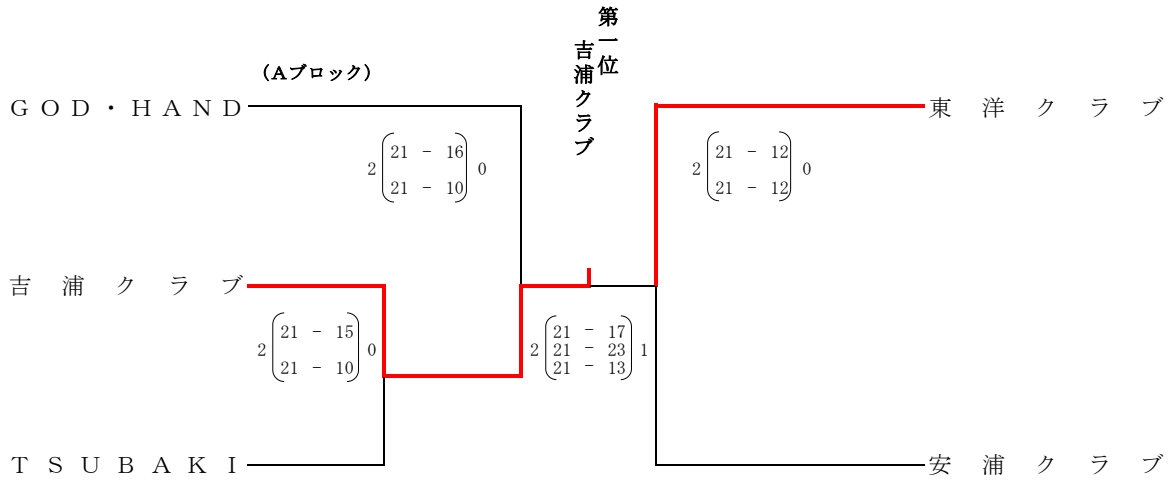 第一位
吉浦クラブ
(Aブロック)
GOD・HAND
東洋クラブ
2 21 - 16 0
21 - 10
2 21 - 12 0
21 - 12
吉浦クラブ
2 21 - 15 0
21 - 10
2 21 - 17 1
21 - 23
21 - 13
TSUBAKI
安浦クラブ